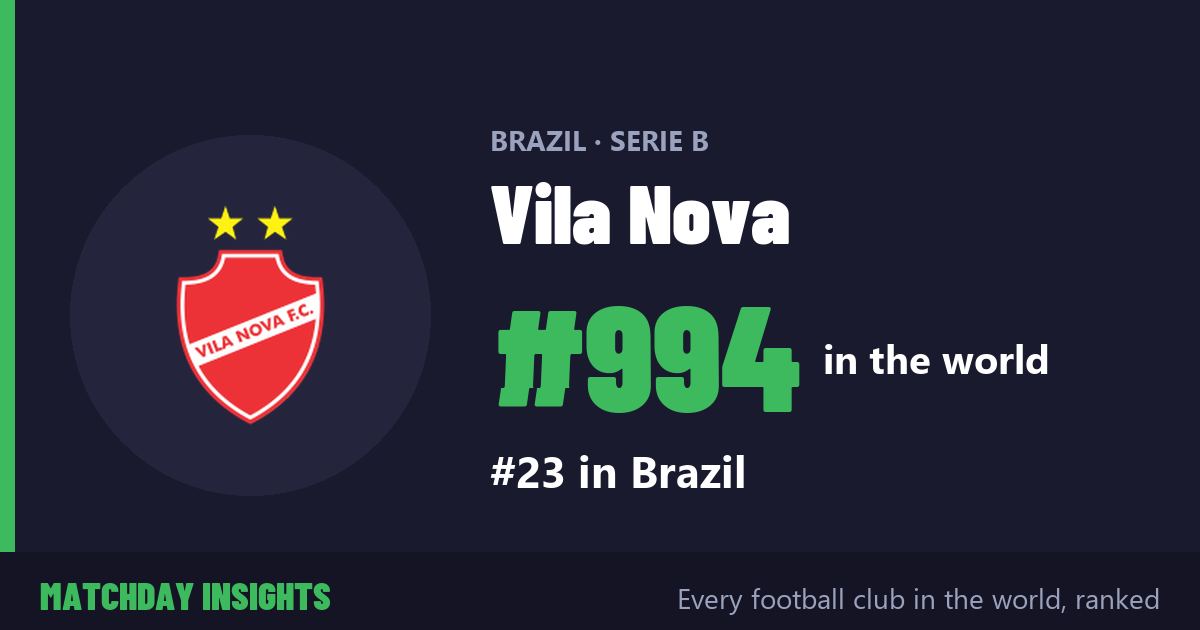 BRAZIL · SERIE B
Vila Nova
VILA NOVA F.C.
#994 in the world
#23 in Brazil
MATCHDAY INSIGHTS
Every football club in the world, ranked